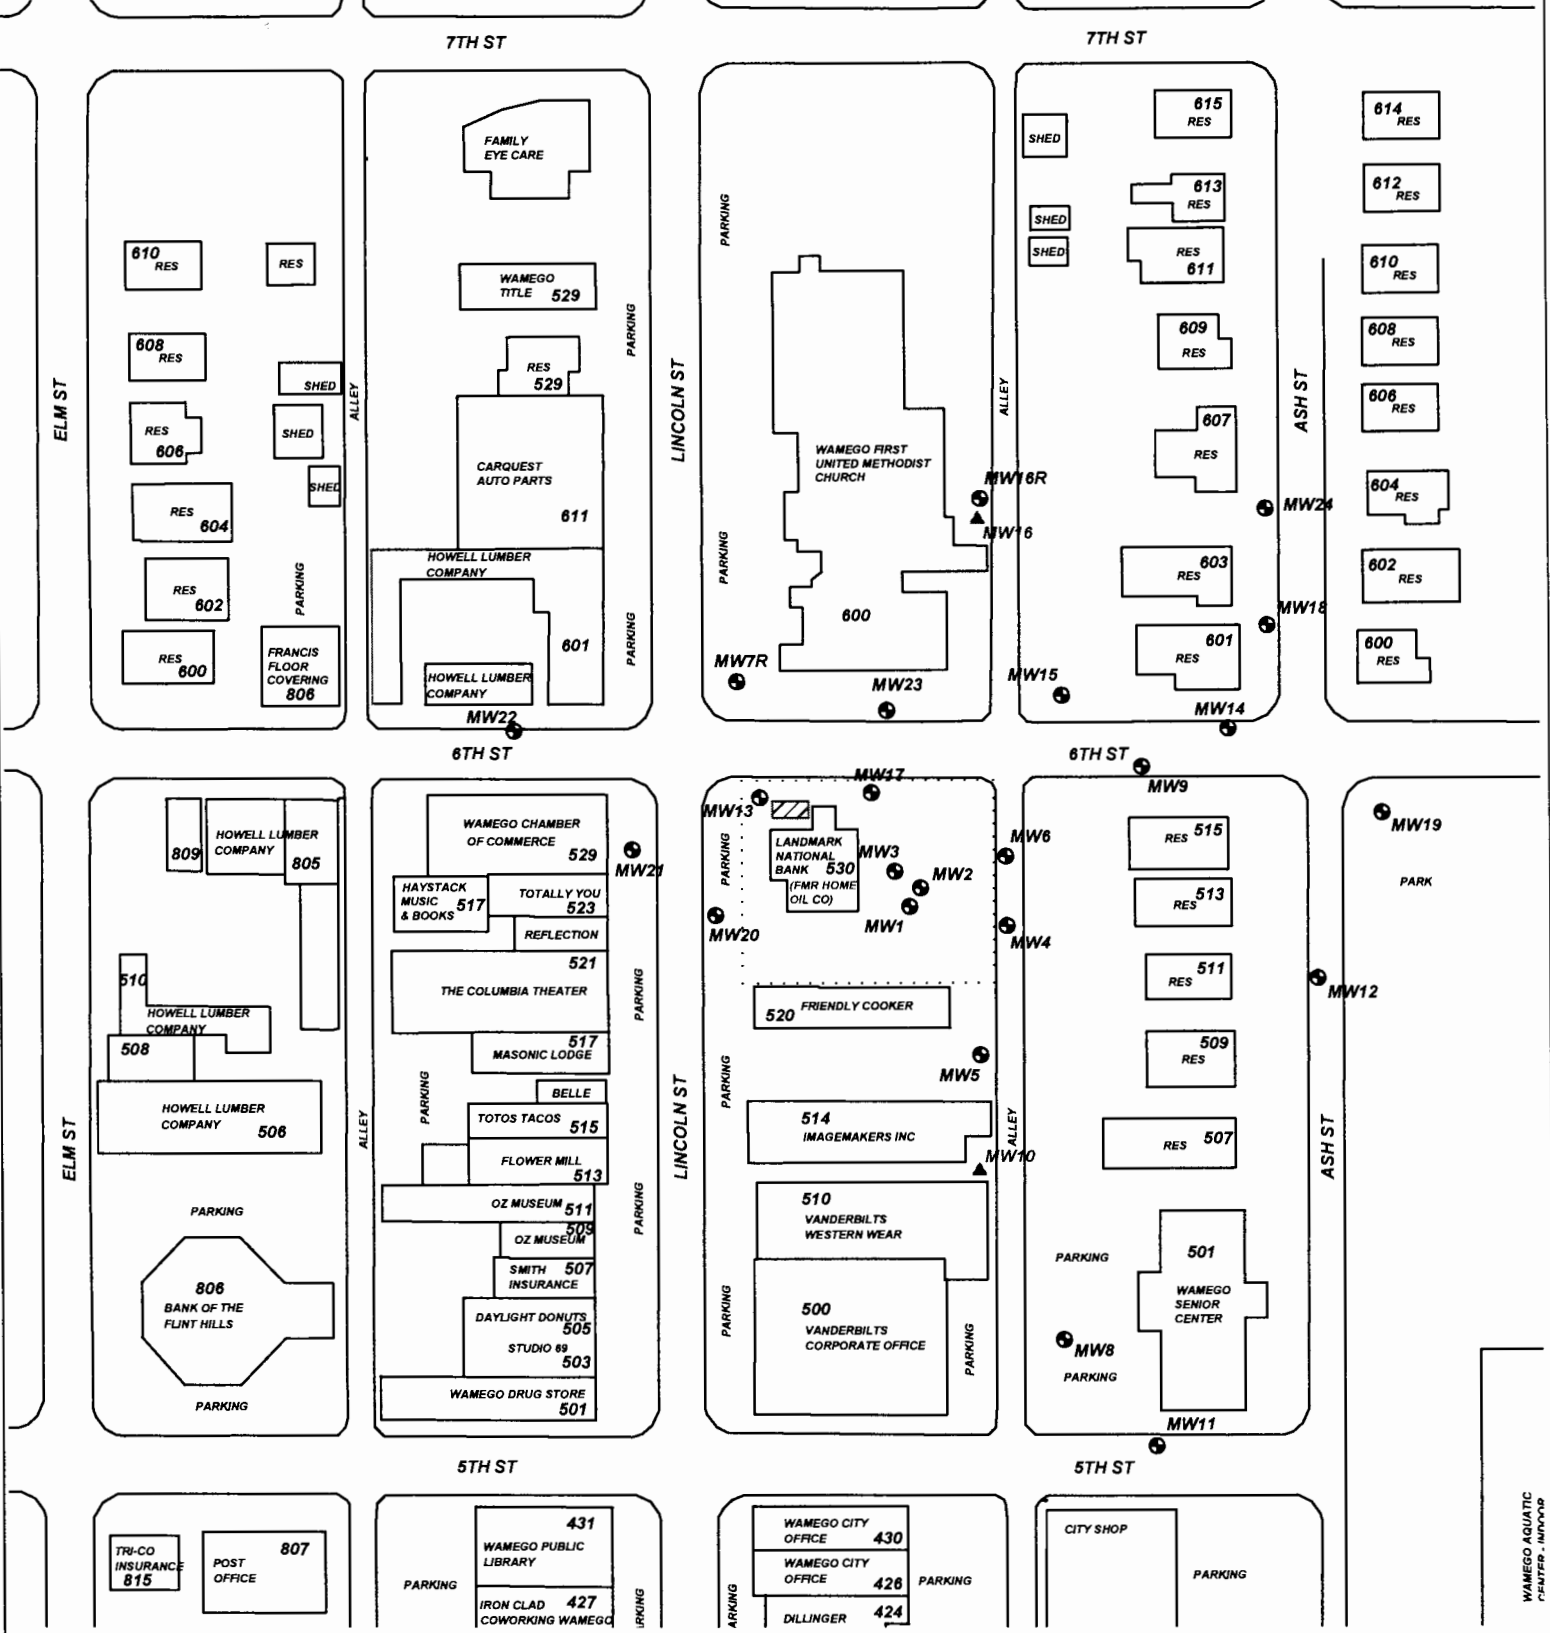 7TH ST
7TH ST
ELM ST
610
RES
RES
608
RES
SHED
RES
606
SHED
SHED
RES
604
RES
602
PARKING
RES
600
FRANCIS
FLOOR
COVERING
806
ALLEY
FAMILY
EYE CARE
WAMEGO
TITLE 529
RES
529
CARQUEST
AUTO PARTS
611
HOWELL LUMBER
COMPANY
601
HOWELL LUMBER
COMPANY
MW22
PARKING
PARKING
LINCOLN ST
PARKING
PARKING
WAMEGO FIRST
UNITED METHODIST
CHURCH
600
MW16R
MW16
MW7R
MW23
ALLEY
SHED
SHED
SHED
615
RES
613
RES
RES
611
609
RES
607
RES
603
RES
601
RES
MW24
MW18
MW15
MW14
ASH ST
614
RES
612
RES
610
RES
608
RES
606
RES
604
RES
602
RES
600
RES
6TH ST
6TH ST
ELM ST
809
HOWELL LUMBER
COMPANY
805
510
HOWELL LUMBER
COMPANY
508
HOWELL LUMBER
COMPANY
506
PARKING
806
BANK OF THE
FLINT HILLS
PARKING
ALLEY
WAMEGO CHAMBER
OF COMMERCE
529
HAYSTACK
MUSIC
& BOOKS
517
TOTALLY YOU
523
REFLECTION
521
THE COLUMBIA THEATER
517
MASONIC LODGE
PARKING
BELLE
TOTOS TACOS
515
FLOWER MILL
513
OZ MUSEUM 511
509
OZ MUSEUM
SMITH 507
INSURANCE
DAYLIGHT DONUTS
505
STUDIO 69
503
WAMEGO DRUG STORE
501
MW21
PARKING
PARKING
LINCOLN ST
MW17
MW13
PARKING
LANDMARK
NATIONAL
BANK 530
(FMR HOME
OIL CO)
MW3
MW2
MW1
MW20
MW6
MW4
520 FRIENDLY COOKER
MW5
PARKING
514
IMAGEMAKERS INC
MW10
510
VANDERBILTS
WESTERN WEAR
PARKING
500
VANDERBILTS
CORPORATE OFFICE
PARKING
ALLEY
MW9
RES 515
513
RES
511
RES
509
RES
507
RES
PARKING
501
WAMEGO
SENIOR
CENTER
MW8
PARKING
MW11
MW12
ASH ST
MW19
PARK
5TH ST
5TH ST
TRI-CO
INSURANCE
815
807
POST
OFFICE
PARKING
431
WAMEGO PUBLIC
LIBRARY
IRON CLAD 427
COWORKING WAMEGO
WAMEGO CITY
OFFICE 430
WAMEGO CITY
OFFICE 426
DILLINGER 424
PARKING
CITY SHOP
PARKING
WAMEGO AQUATIC
CENTER - INDOOR